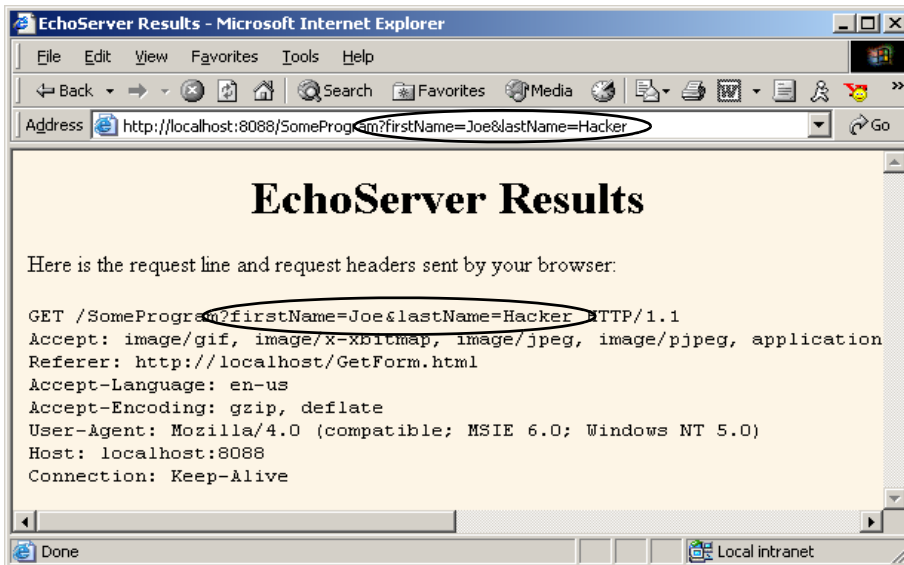 EchoServer Results - Microsoft Internet Explorer
File Edit View Favorites Tools Help
Back Search Favorites Media »
Address http://localhost:8088/SomeProgram?firstName=Joe&lastName=Hacker Go
EchoServer Results
Here is the request line and request headers sent by your browser:
GET /SomeProgram?firstName=Joe&lastName=Hacker HTTP/1.1
Accept: image/gif, image/x-xbitmap, image/jpeg, image/pjpeg, application
Referer: http://localhost/GetForm.html
Accept-Language: en-us
Accept-Encoding: gzip, deflate
User-Agent: Mozilla/4.0 (compatible; MSIE 6.0; Windows NT 5.0)
Host: localhost:8088
Connection: Keep-Alive
Done Local intranet